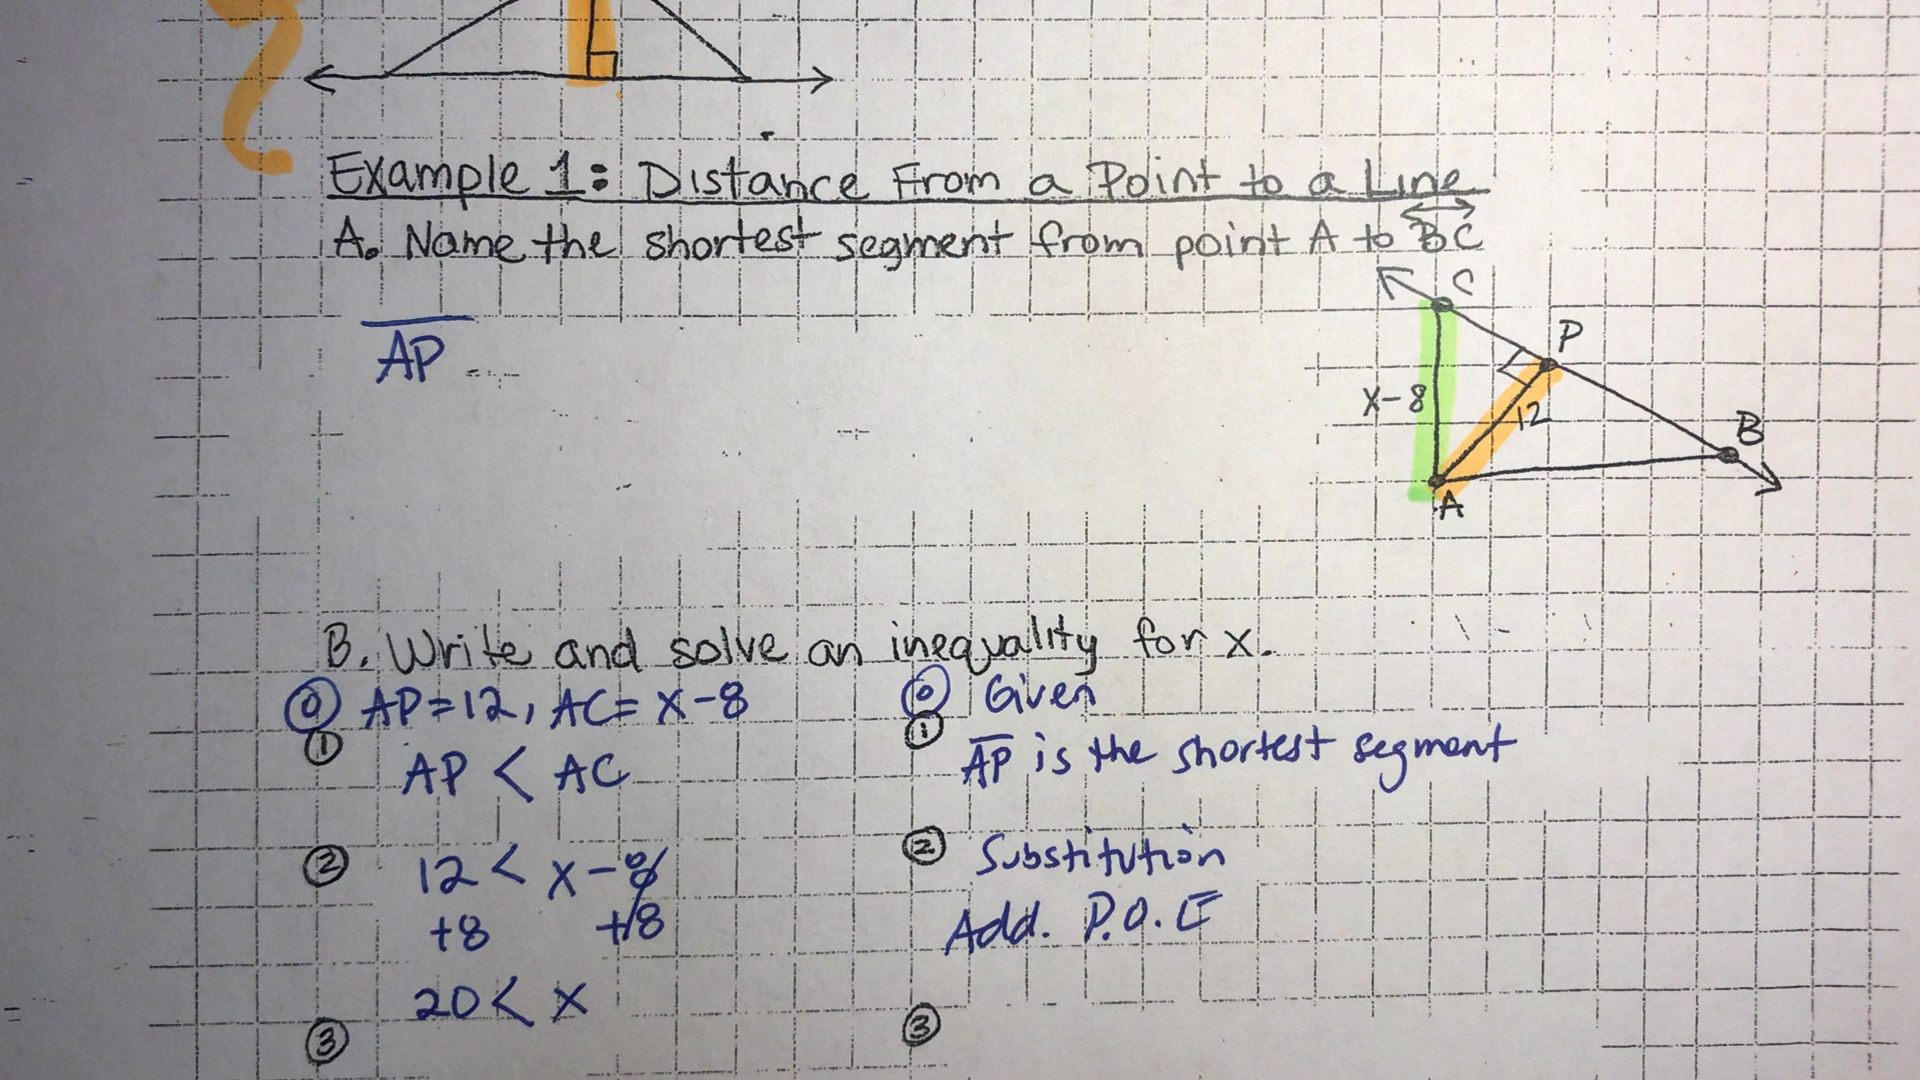 Example 1: Distance From a Point to a Line
A. Name the shortest segment from point A to BC
AP
C
P
x-8
12
B
A
B. Write and solve an inequality for x.
⓪ AP=12, AC= x-8
⓪ Given
① AP < AC
① AP is the shortest segment
② 12 < x-8
② Substitution
+8 +8
Add. P.O.E
20 < x
③
③